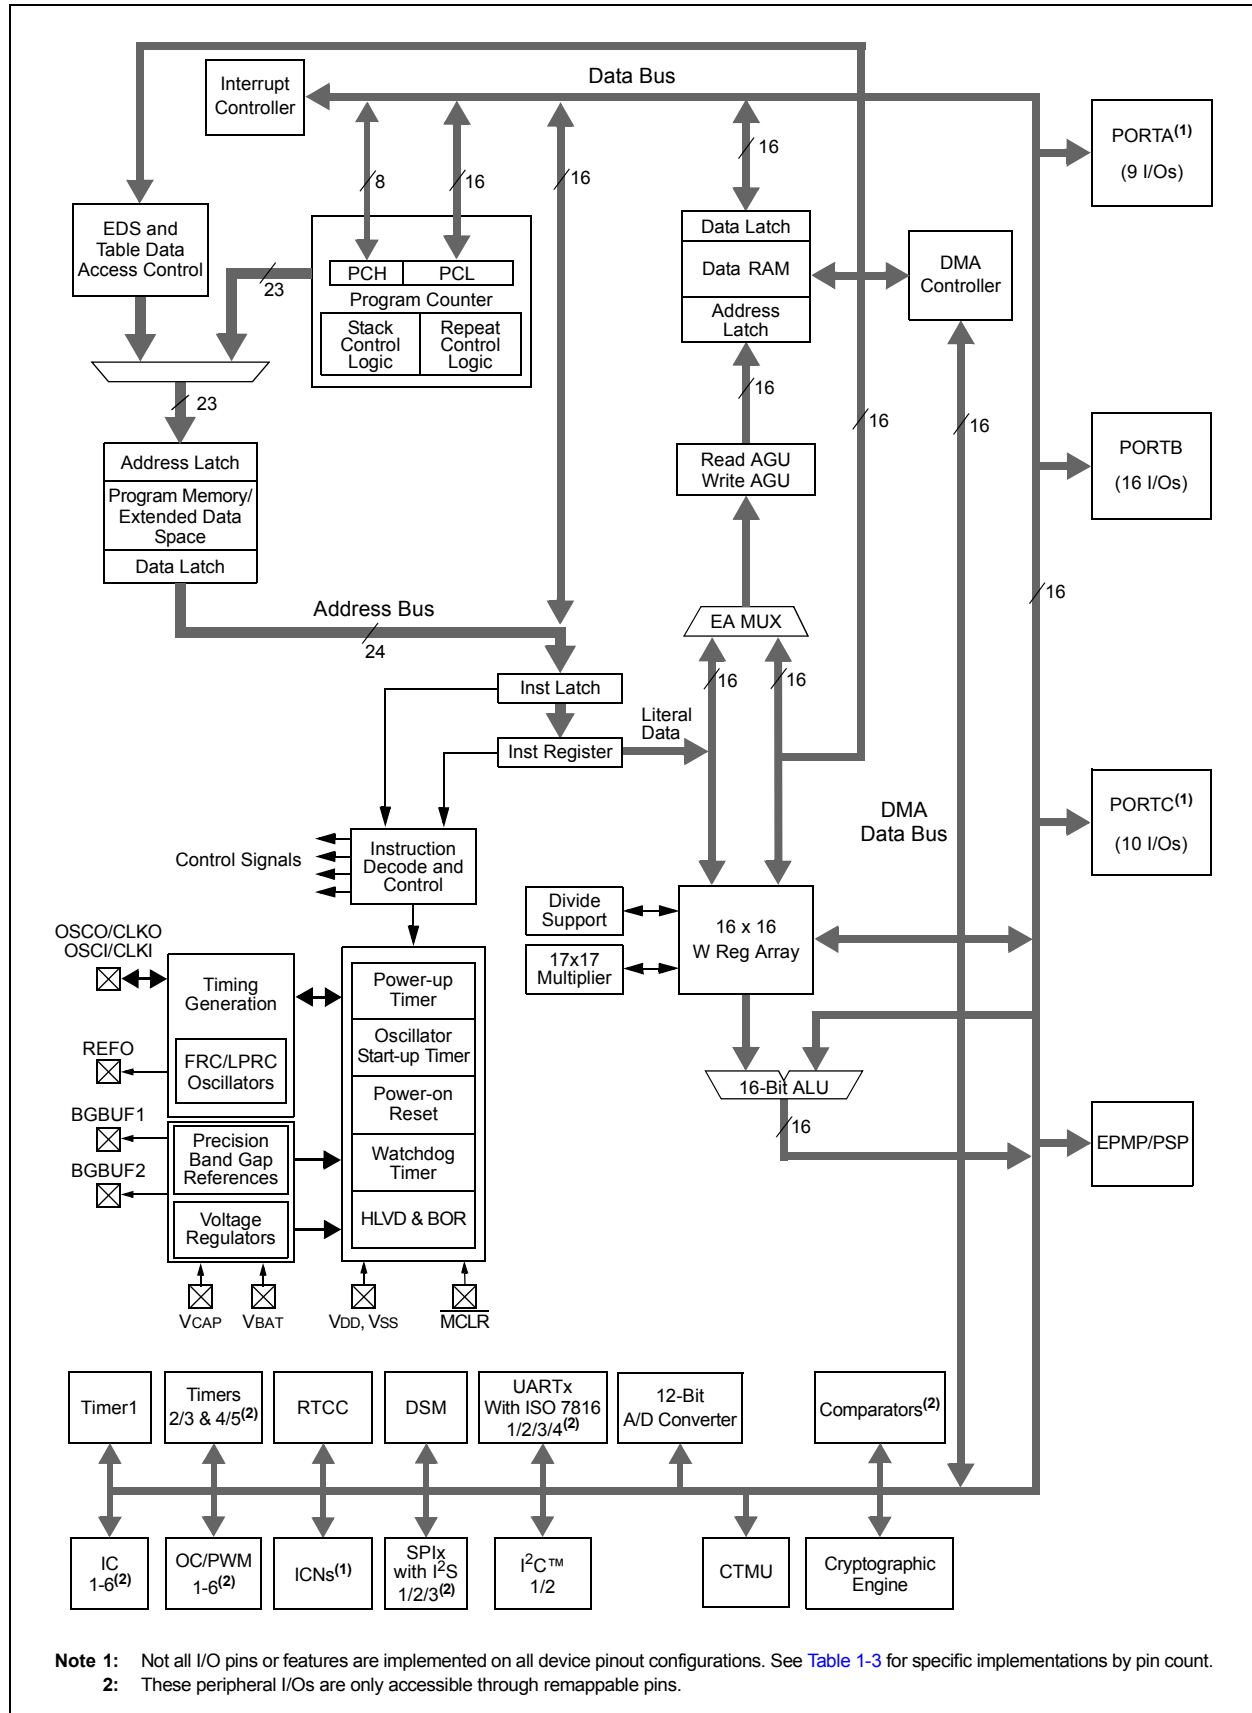 Data Bus
Interrupt
Controller
PORTA(1)
(9 I/Os)
16
8
16
16
EDS and
Table Data
Access Control
Data Latch
Data RAM
Address
Latch
DMA
Controller
PCH
PCL
23
Program Counter
Stack
Control
Logic
Repeat
Control
Logic
23
16
16
16
Address Latch
Program Memory/
Extended Data
Space
Data Latch
Read AGU
Write AGU
PORTB
(16 I/Os)
16
Address Bus
24
EA MUX
16
16
Inst Latch
Literal
Data
Inst Register
PORTC(1)
(10 I/Os)
DMA
Data Bus
Control Signals
Instruction
Decode and
Control
Divide
Support
16 x 16
W Reg Array
17x17
Multiplier
OSCO/CLKO
OSCI/CLKI
Timing
Generation
Power-up
Timer
REFO
FRC/LPRC
Oscillators
Oscillator
Start-up Timer
16-Bit ALU
16
Power-on
Reset
BGBUF1
Precision
Band Gap
References
Watchdog
Timer
EPMP/PSP
BGBUF2
Voltage
Regulators
HLVD & BOR
VCAP
VBAT
VDD, VSS
MCLR
Timer1
Timers
2/3 & 4/5(2)
RTCC
DSM
UARTx
With ISO 7816
1/2/3/4(2)
12-Bit
A/D Converter
Comparators(2)
IC
1-6(2)
OC/PWM
1-6(2)
ICNs(1)
SPIx
with I2S
1/2/3(2)
I2C™
1/2
CTMU
Cryptographic
Engine
Note 1: Not all I/O pins or features are implemented on all device pinout configurations. See Table 1-3 for specific implementations by pin count.
2: These peripheral I/Os are only accessible through remappable pins.